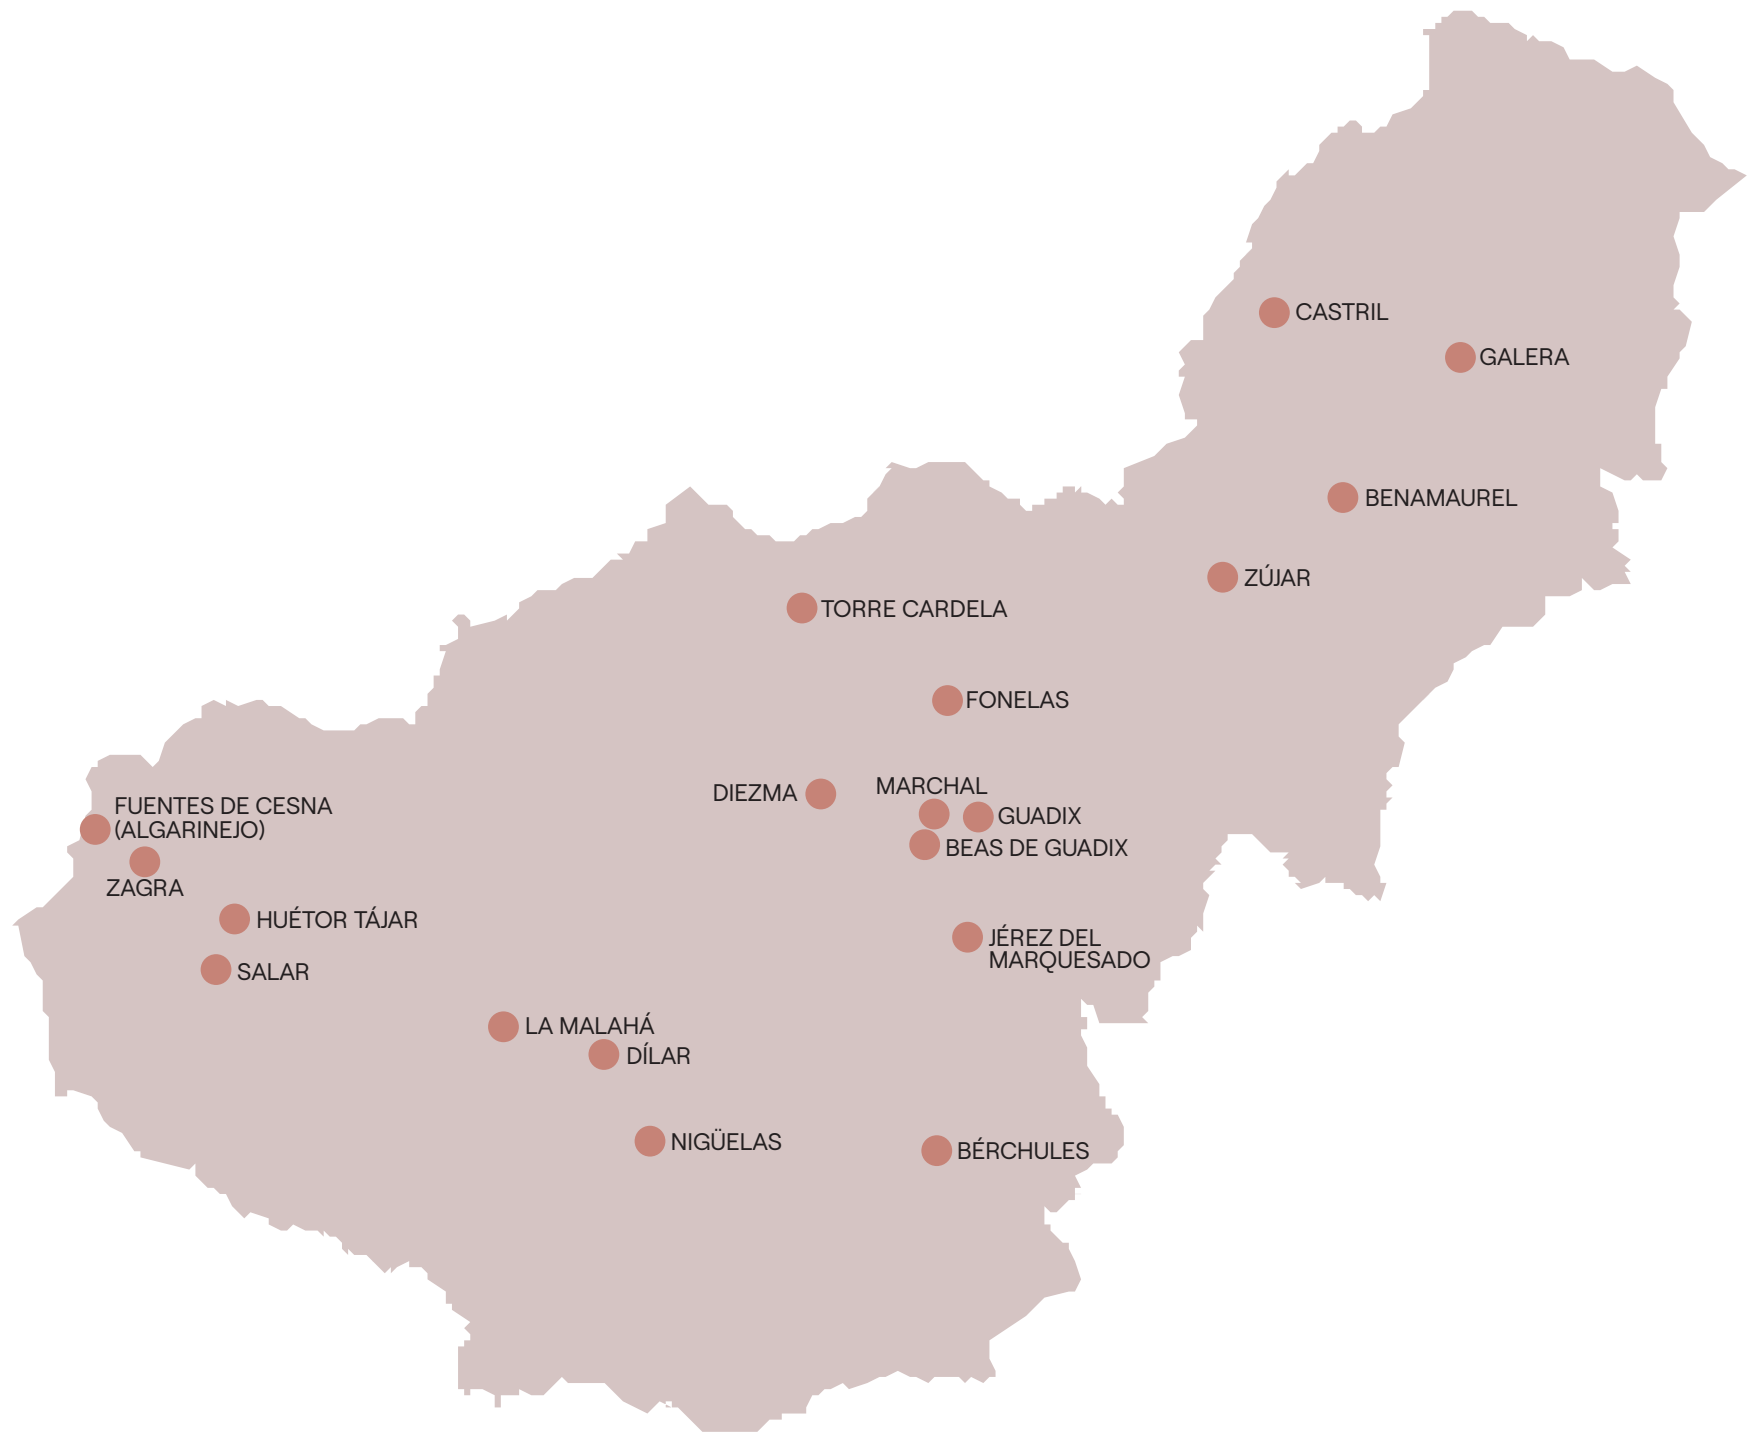 CASTRIL
GALERA
BENAMAUREL
ZÚJAR
TORRE CARDELA
FONELAS
DIEZMA
MARCHAL
GUADIX
BEAS DE GUADIX
FUENTES DE CESNA
(ALGARINEJO)
ZAGRA
HUÉTOR TÁJAR
SALAR
JÉREZ DEL
MARQUESADO
LA MALAHÁ
DÍLAR
NIGÜELAS
BÉRCHULES